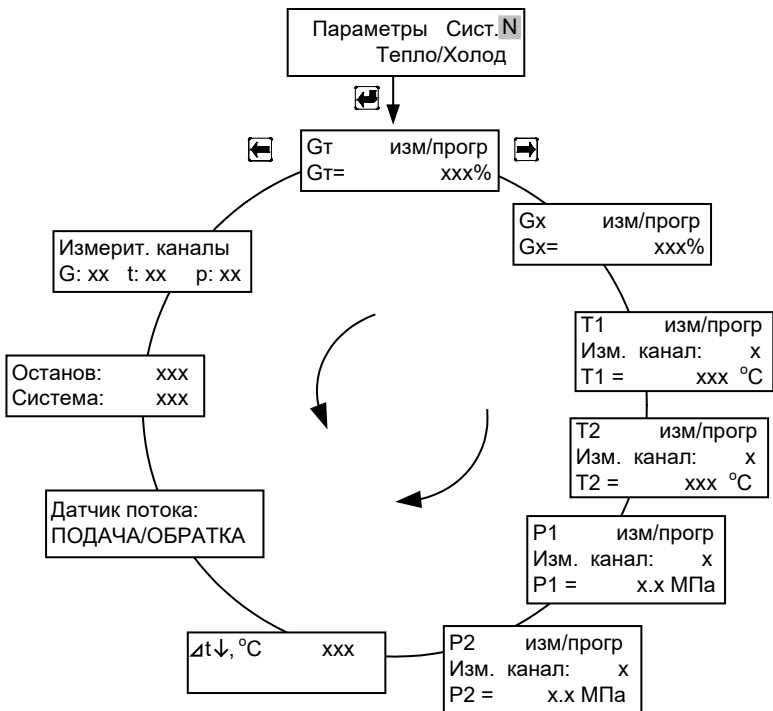 Параметры Сист. N
Тепло/Холод
Gт изм/прогр
Gт= xxx%
Gx изм/прогр
Gx= xxx%
T1 изм/прогр
Изм. канал: x
T1 = xxx °C
T2 изм/прогр
Изм. канал: x
T2 = xxx °C
P1 изм/прогр
Изм. канал: x
P1 = x.x МПа
P2 изм/прогр
Изм. канал: x
P2 = x.x МПа
⊿t↓, °C xxx
Датчик потока:
ПОДАЧА/ОБРАТКА
Останов: xxx
Система: xxx
Измерит. каналы
G: xx t: xx p: xx